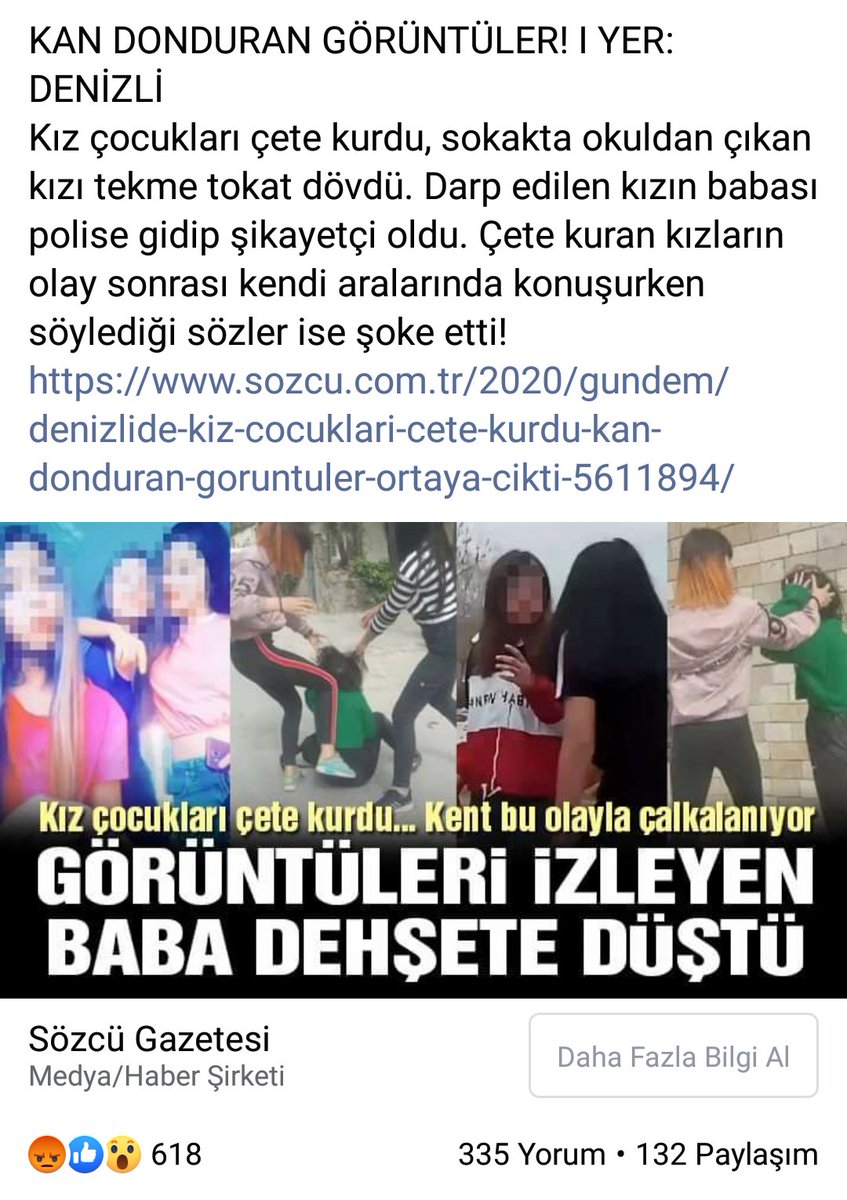 KAN DONDURAN GÖRÜNTÜLER! I YER:
DENİZLİ
Kız çocukları çete kurdu, sokakta okuldan çıkan
kızı tekme tokat dövdü. Darp edilen kızın babası
polise gidip şikayetçi oldu. Çete kuran kızların
olay sonrası kendi aralarında konuşurken
söylediği sözler ise şoke etti!
https://www.sozcu.com.tr/2020/gundem/
denizlide-kiz-cocuklari-cete-kurdu-kan-
donduran-goruntuler-ortaya-cikti-5611894/
Kız çocukları çete kurdu... Kent bu olayla çalkalanıyor
GÖRÜNTÜLERİ İZLEYEN
BABA DEHŞETE DÜŞTÜ
Sözcü Gazetesi
Medya/Haber Şirketi
Daha Fazla Bilgi Al
618
335 Yorum • 132 Paylaşım